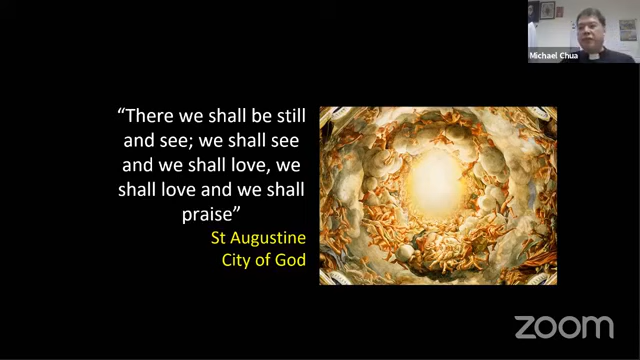 Michael Chua
“There we shall be still
and see; we shall see
and we shall love, we
shall love and we shall
praise”
St Augustine
City of God
zoom